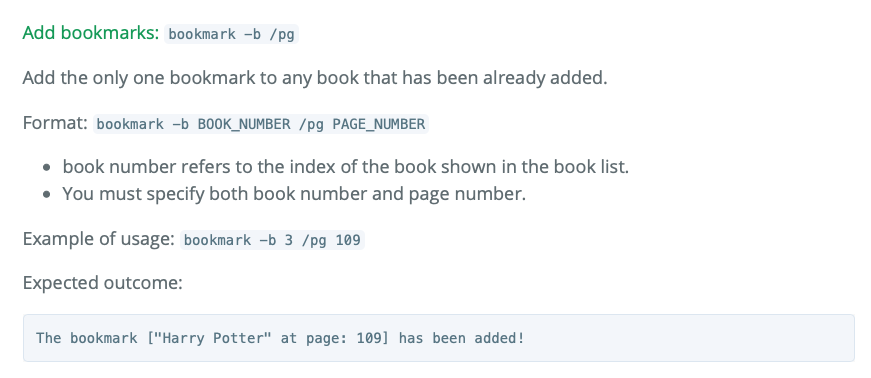 Add bookmarks: bookmark -b /pg
Add the only one bookmark to any book that has been already added.
Format: bookmark -b BOOK_NUMBER /pg PAGE_NUMBER
• book number refers to the index of the book shown in the book list.
• You must specify both book number and page number.
Example of usage: bookmark -b 3 /pg 109
Expected outcome:
The bookmark ["Harry Potter" at page: 109] has been added!